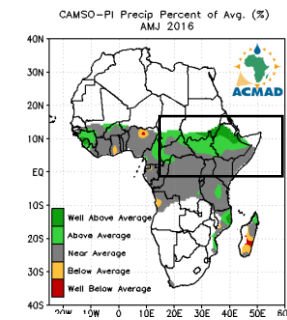 CAMSO-PI Precip Percent of Avg. (%)
AMJ 2016
40N
30N
20N
10N
EQ
10S
20S
30S
40S
ACMAD
Well Above Average
Above Average
Near Average
Below Average
Well Below Average
20W 10W 0 10E 20E 30E 40E 50E 60E